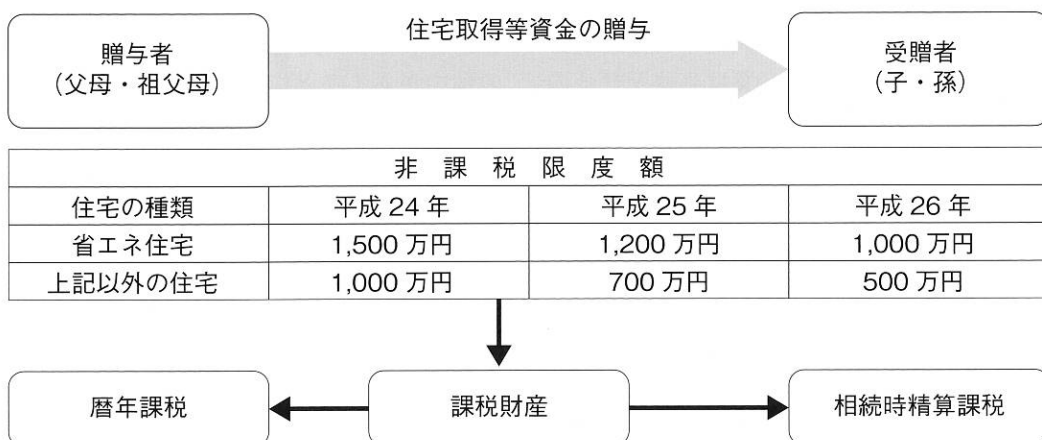 住宅取得等資金の贈与
贈与者
(父母・祖父母)
受贈者
(子・孫)
非課税限度額
住宅の種類 平成24年 平成25年 平成26年
省エネ住宅 1,500万円 1,200万円 1,000万円
上記以外の住宅 1,000万円 700万円 500万円
暦年課税
課税財産
相続時精算課税